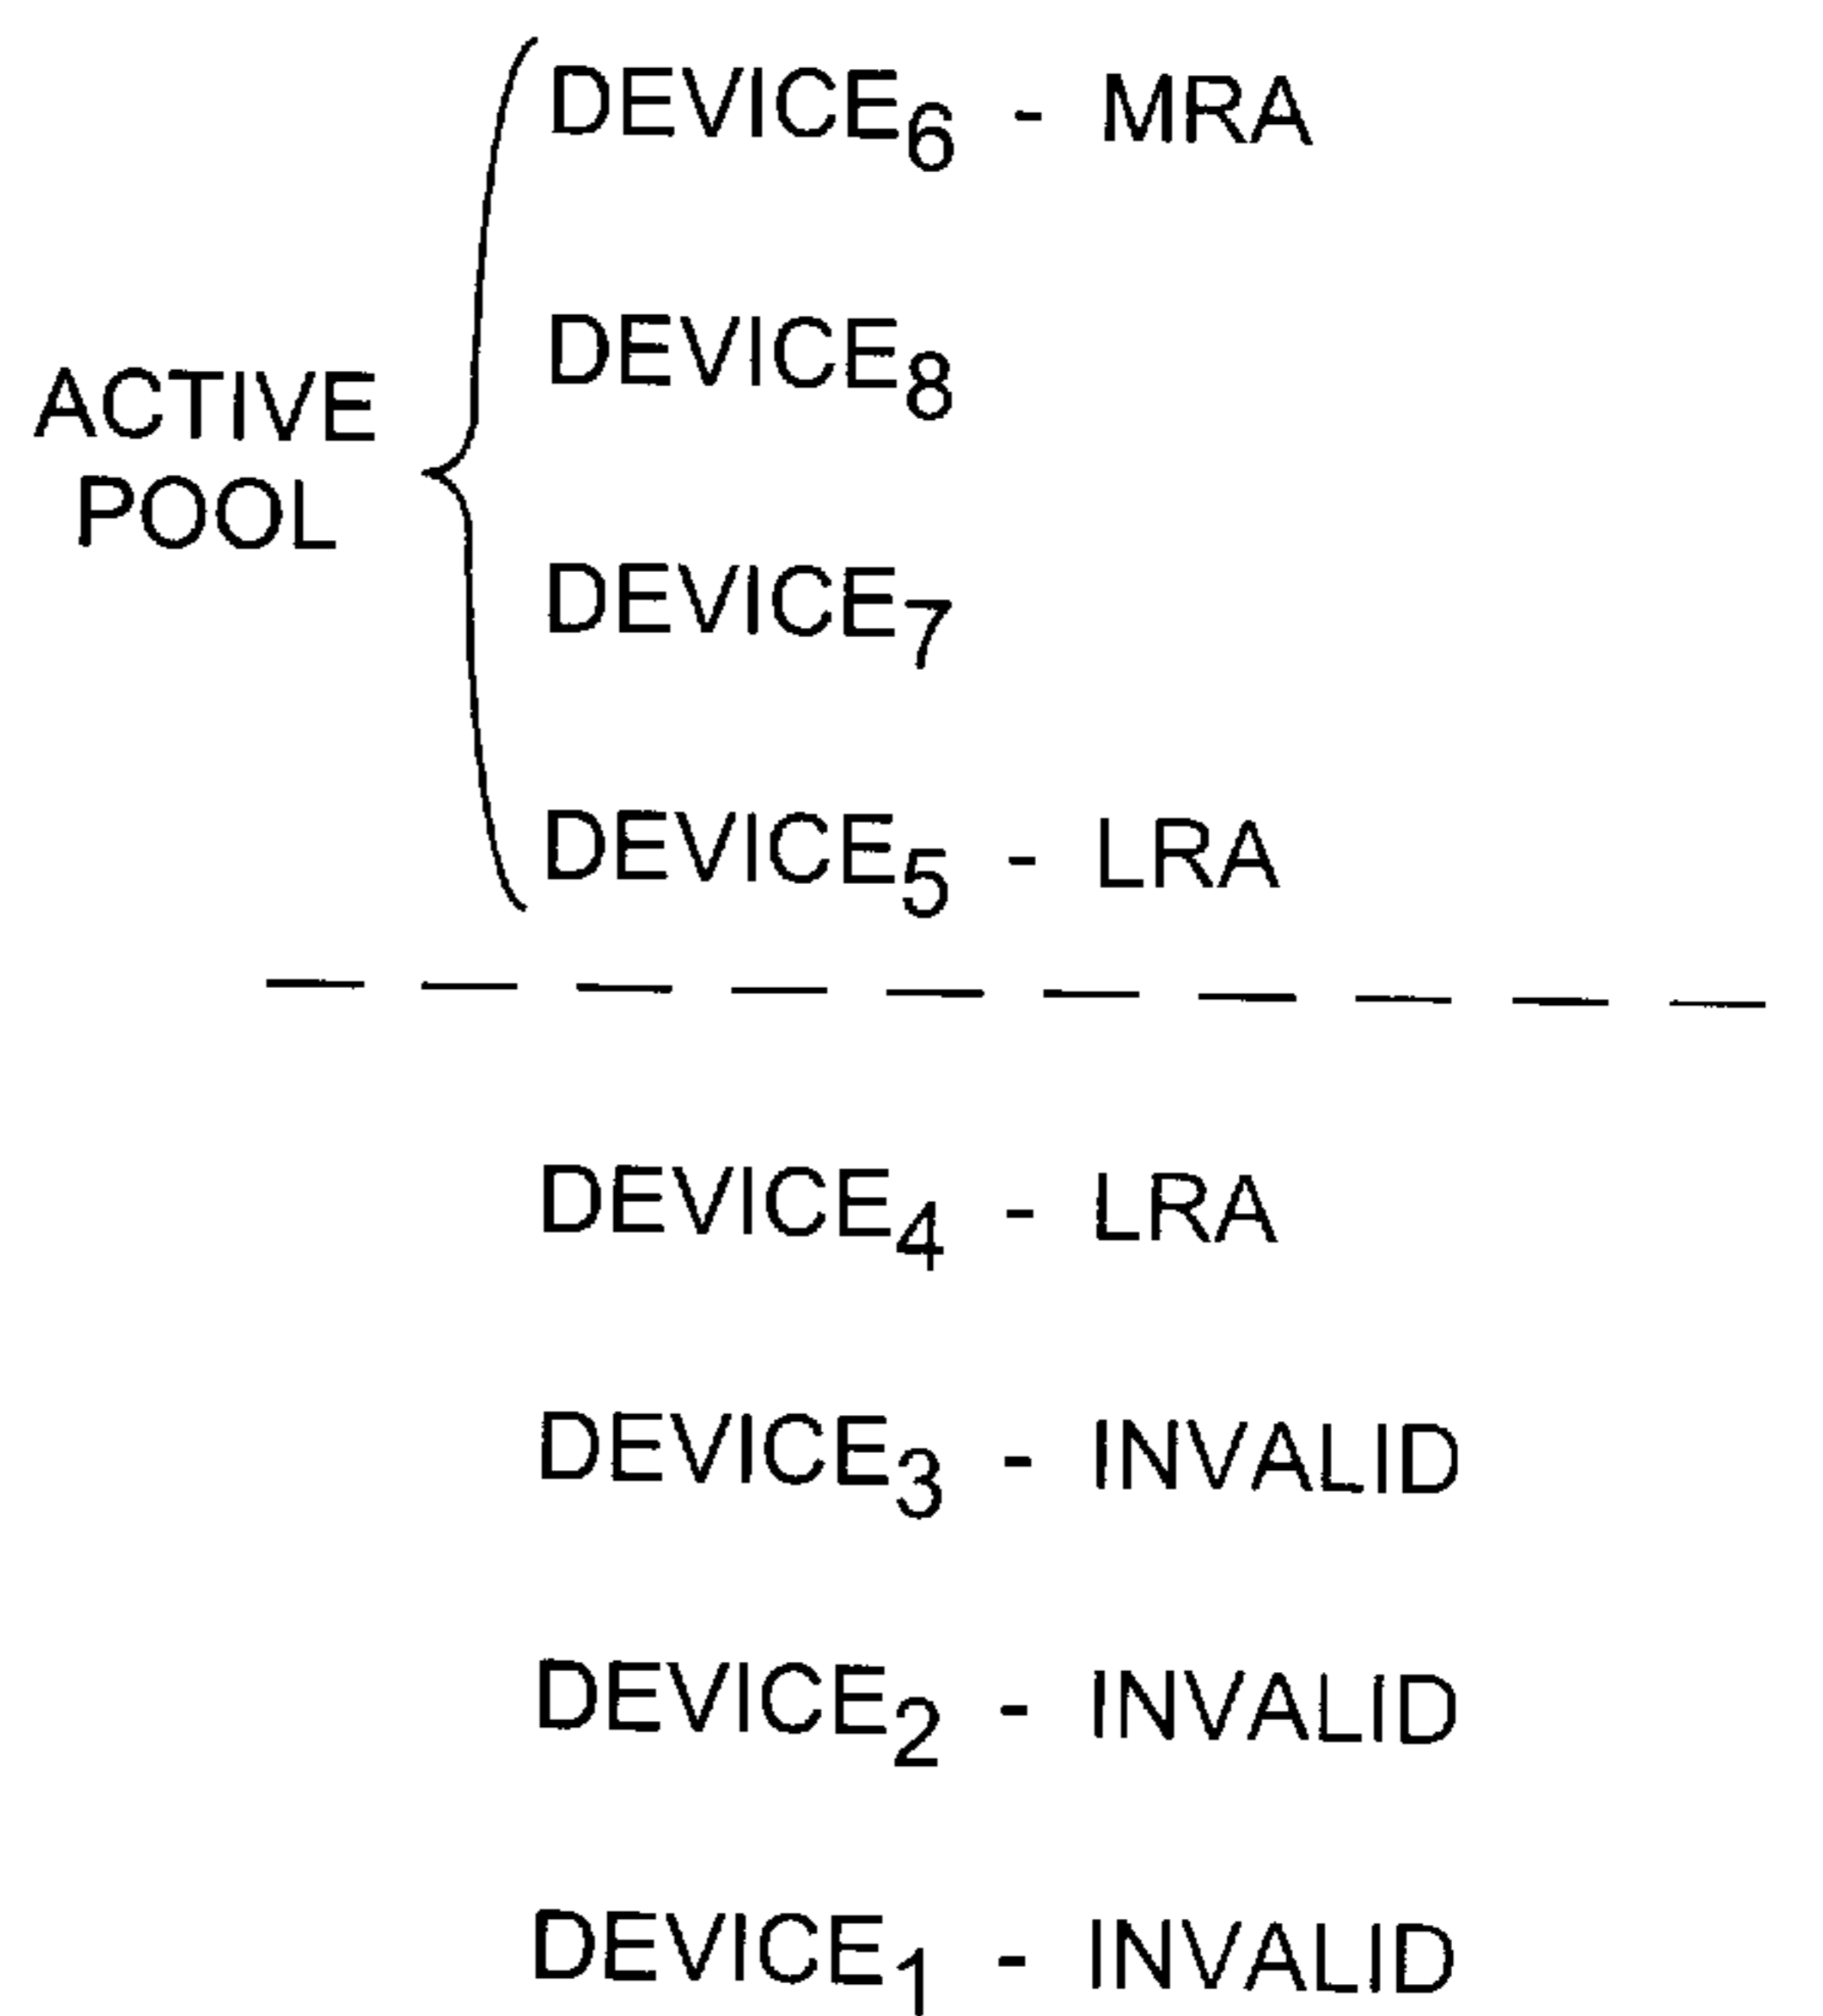 DEVICE₆ - MRA
DEVICE₈
ACTIVE
POOL
DEVICE₇
DEVICE₅ - LRA
DEVICE₄ - LRA
DEVICE₃ - INVALID
DEVICE₂ - INVALID
DEVICE₁ - INVALID